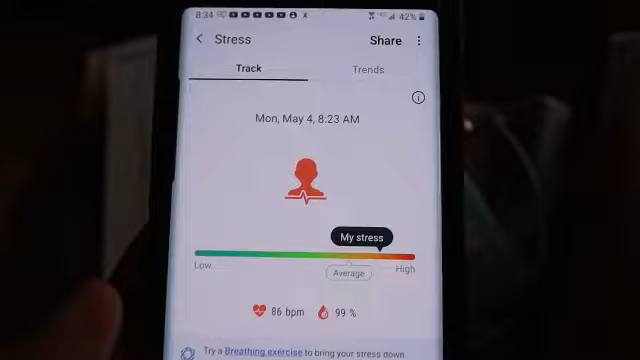 8:34 42%
Stress Share
Track Trends
Mon, May 4, 8:23 AM
My stress
Low Average High
86 bpm 99 %
Try a Breathing exercise to bring your stress down.